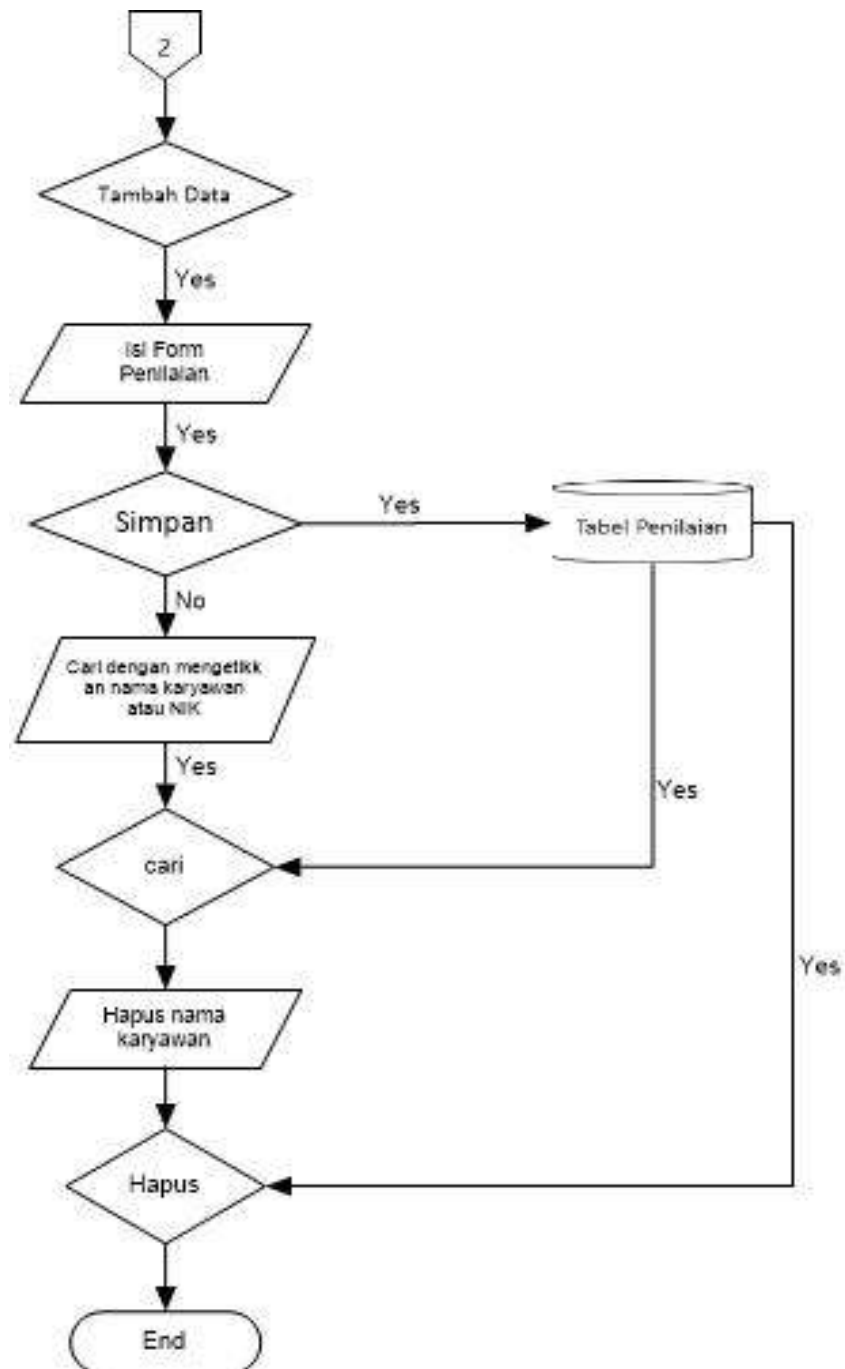 2
Tambah Data
Yes
Isi Form
Penilaian
Yes
Simpan
Yes
Tabel Penilaian
No
Cari dengan mengetikk
an nama karyawan
atau NIK
Yes
Yes
cari
Yes
Hapus nama
karyawan
Hapus
End